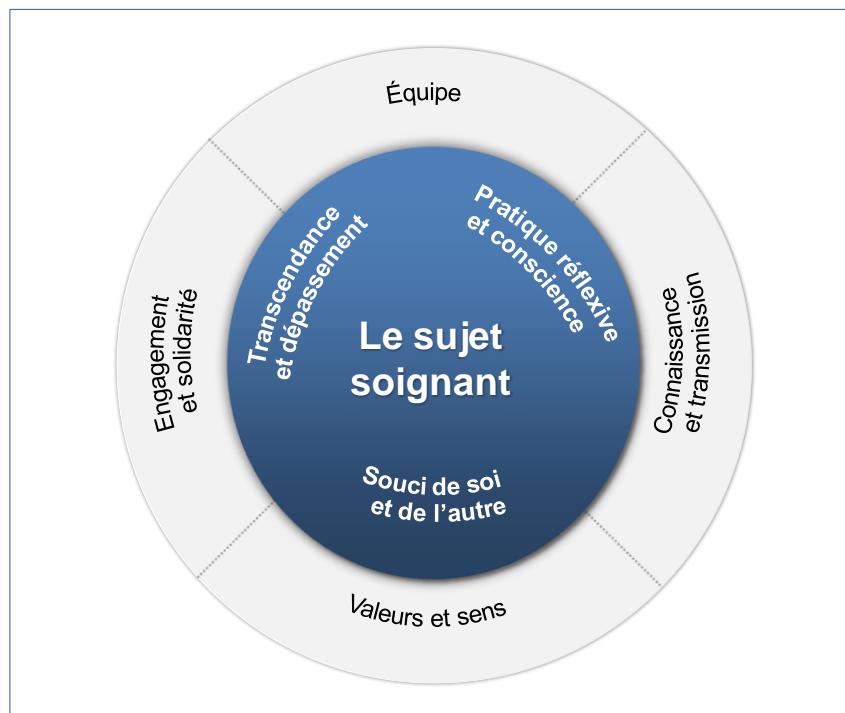 Équipe
Transcendance
et dépassement
Pratique réflexive
et conscience
Engagement
et solidarité
Le sujet
soignant
Connaissance
et transmission
Souci de soi
et de l’autre
Valeurs et sens